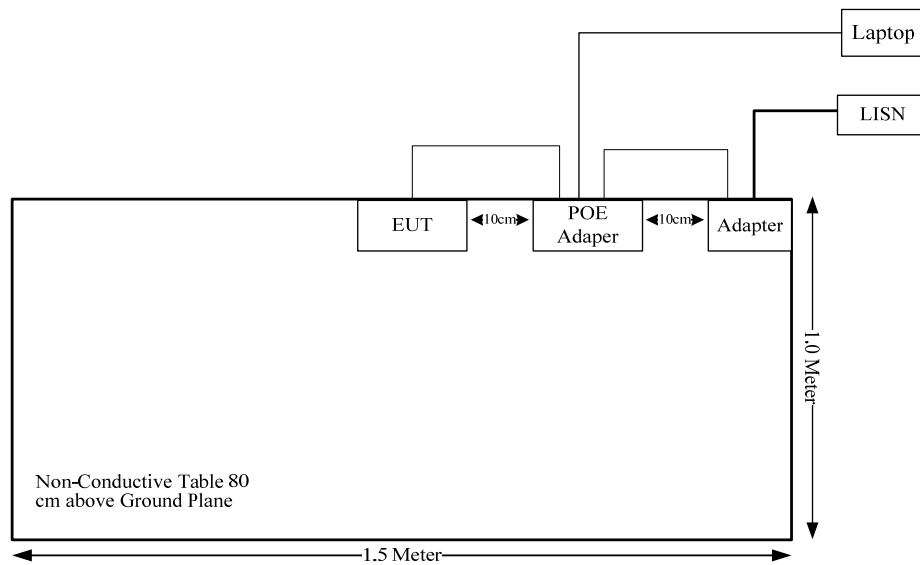 Laptop
LISN
EUT
10cm
POE
Adaper
10cm
Adapter
1.0 Meter
Non-Conductive Table 80
cm above Ground Plane
1.5 Meter